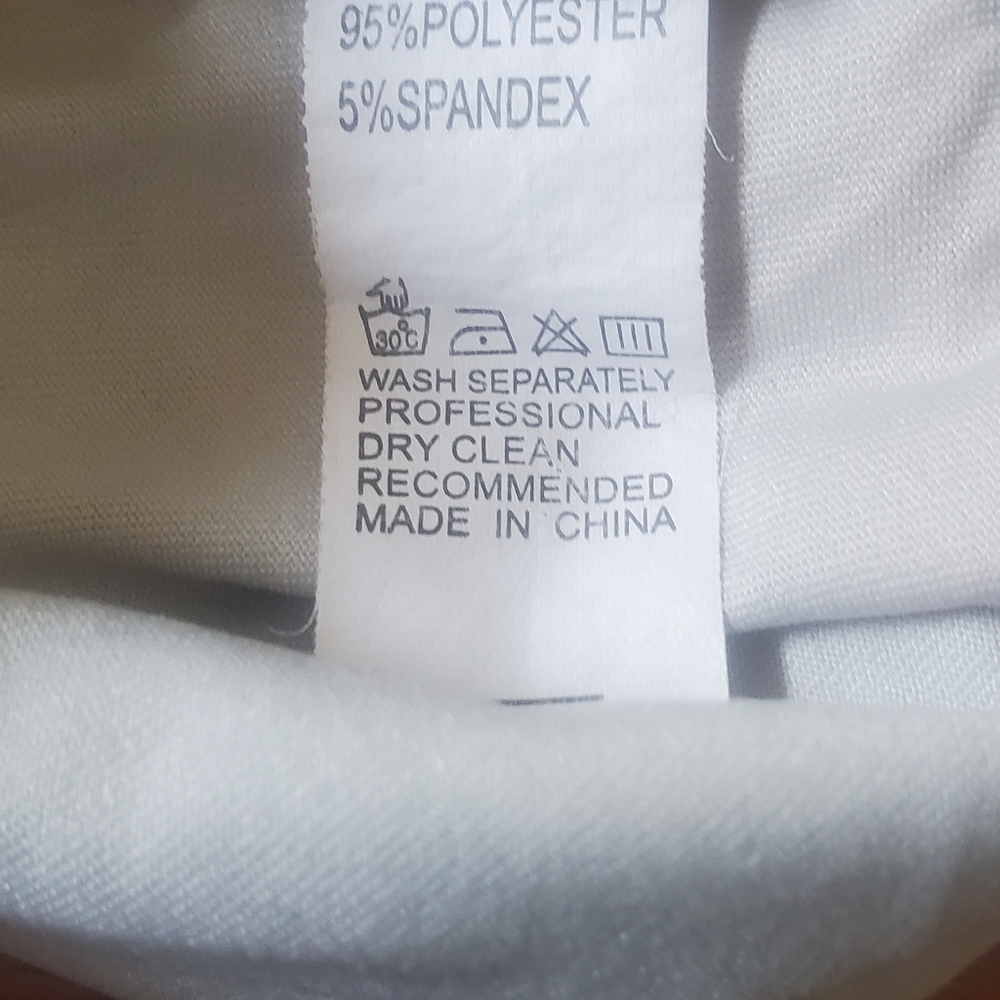 95%POLYESTER
5%SPANDEX
30°C
WASH SEPARATELY
PROFESSIONAL
DRY CLEAN
RECOMMENDED
MADE IN CHINA